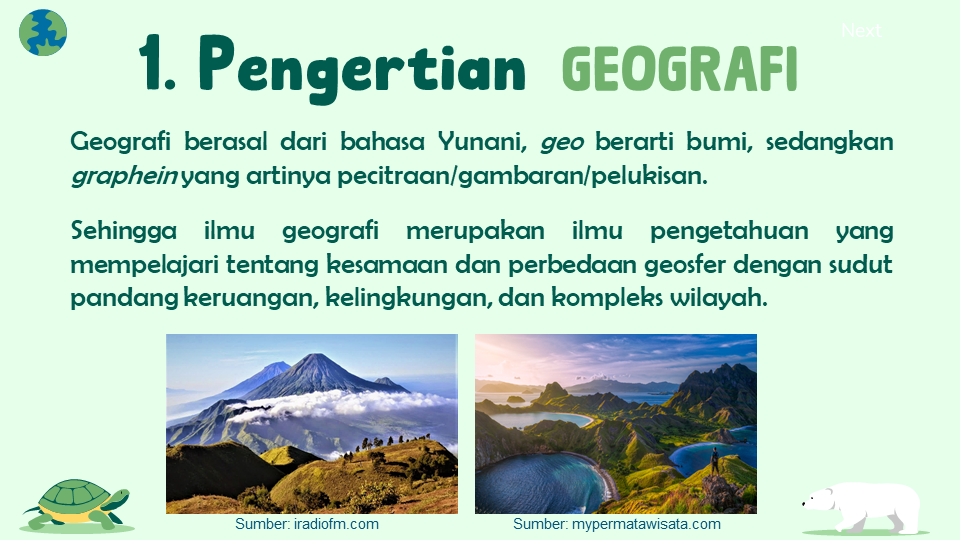 Next
1. Pengertian GEOGRAFI
Geografi berasal dari bahasa Yunani, geo berarti bumi, sedangkan
graphein yang artinya pecitraan/gambaran/pelukisan.
Sehingga ilmu geografi merupakan ilmu pengetahuan yang
mempelajari tentang kesamaan dan perbedaan geosfer dengan sudut
pandang keruangan, kelingkungan, dan kompleks wilayah.
Sumber: iradiofm.com
Sumber: mypermatawisata.com